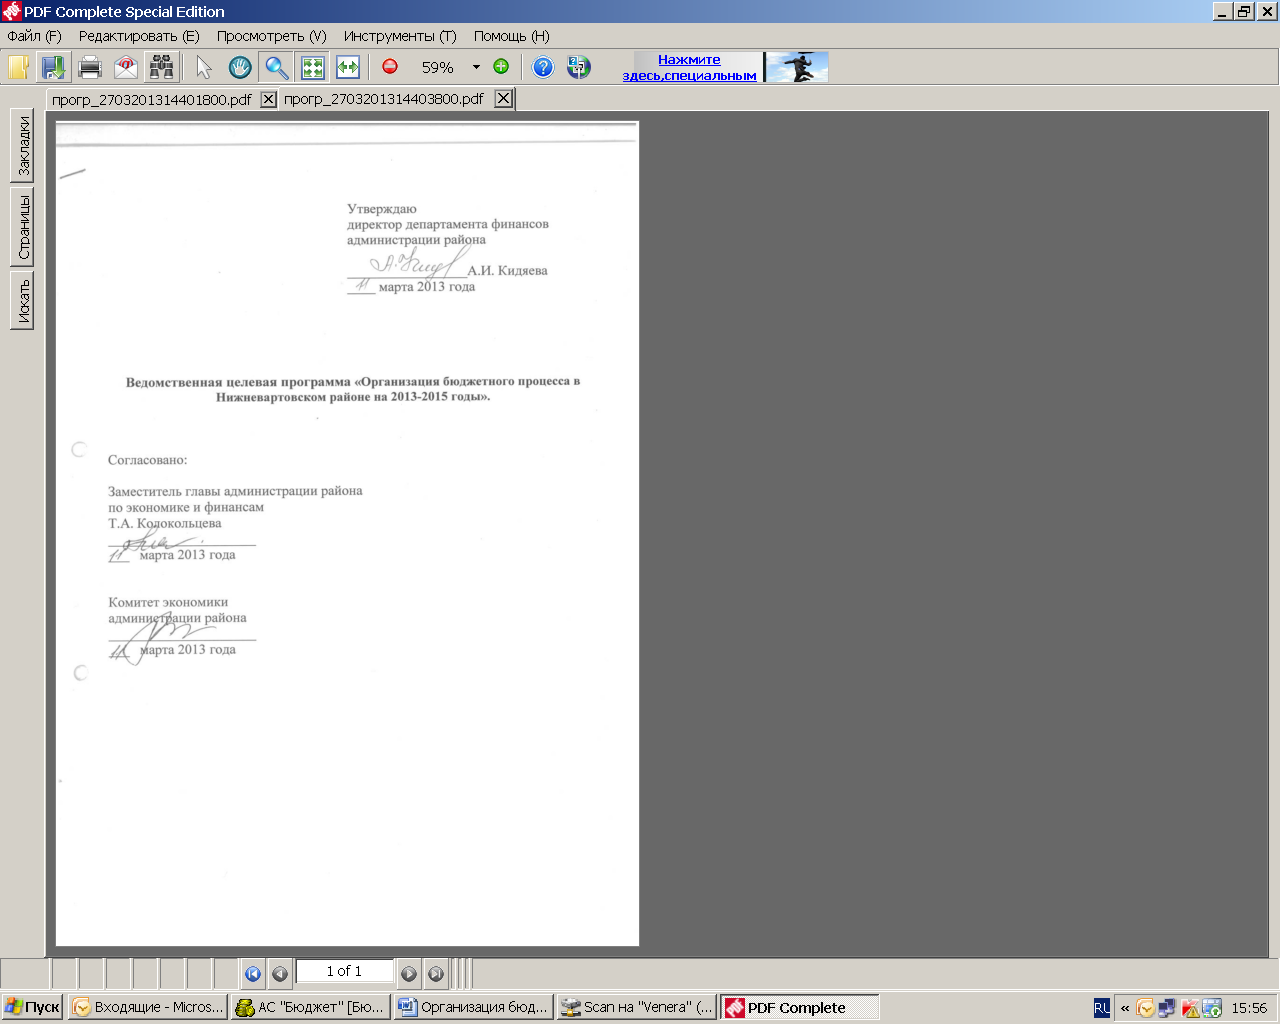 PDF Complete Special Edition
Файл (F) Редактировать (E) Просмотреть (V) Инструменты (T) Помощь (H)
59%
Нажмите
здесь,специальным
прогр_2703201314401800.pdf
прогр_2703201314403800.pdf
Закладки
Страницы
Искать
Утверждаю
директор департамента финансов
администрации района
А.И. Кидяева
11 марта 2013 года
Ведомственная целевая программа «Организация бюджетного процесса в
Нижневартовском районе на 2013-2015 годы».
Согласовано:
Заместитель главы администрации района
по экономике и финансам
Т.А. Колокольцева
11 марта 2013 года
Комитет экономики
администрации района
11 марта 2013 года
1 of 1
Пуск
Входящие - Micros...
АС "Бюджет" [Бю...
Организация бюд...
Scan на "Venera" (...
PDF Complete
RU
«
15:56